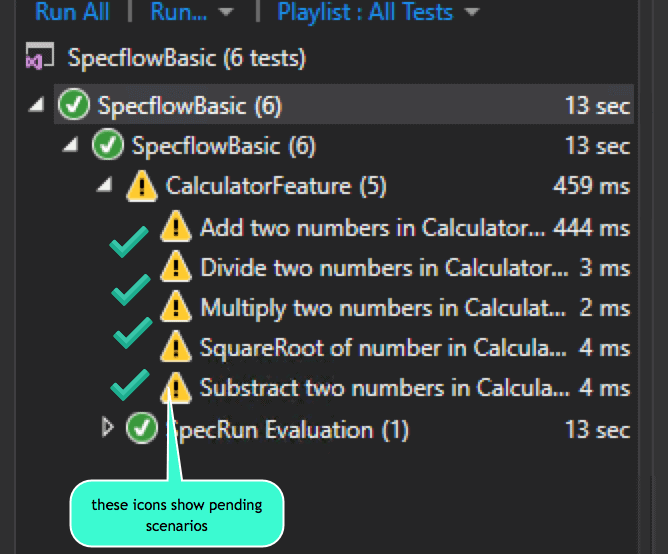 Run All | Run... | Playlist : All Tests
SpecflowBasic (6 tests)
SpecflowBasic (6) 13 sec
SpecflowBasic (6) 13 sec
CalculatorFeature (5) 459 ms
Add two numbers in Calculator... 444 ms
Divide two numbers in Calculator... 3 ms
Multiply two numbers in Calculat... 2 ms
SquareRoot of number in Calcula... 4 ms
Substract two numbers in Calcula... 4 ms
SpecRun Evaluation (1) 13 sec
these icons show pending
scenarios